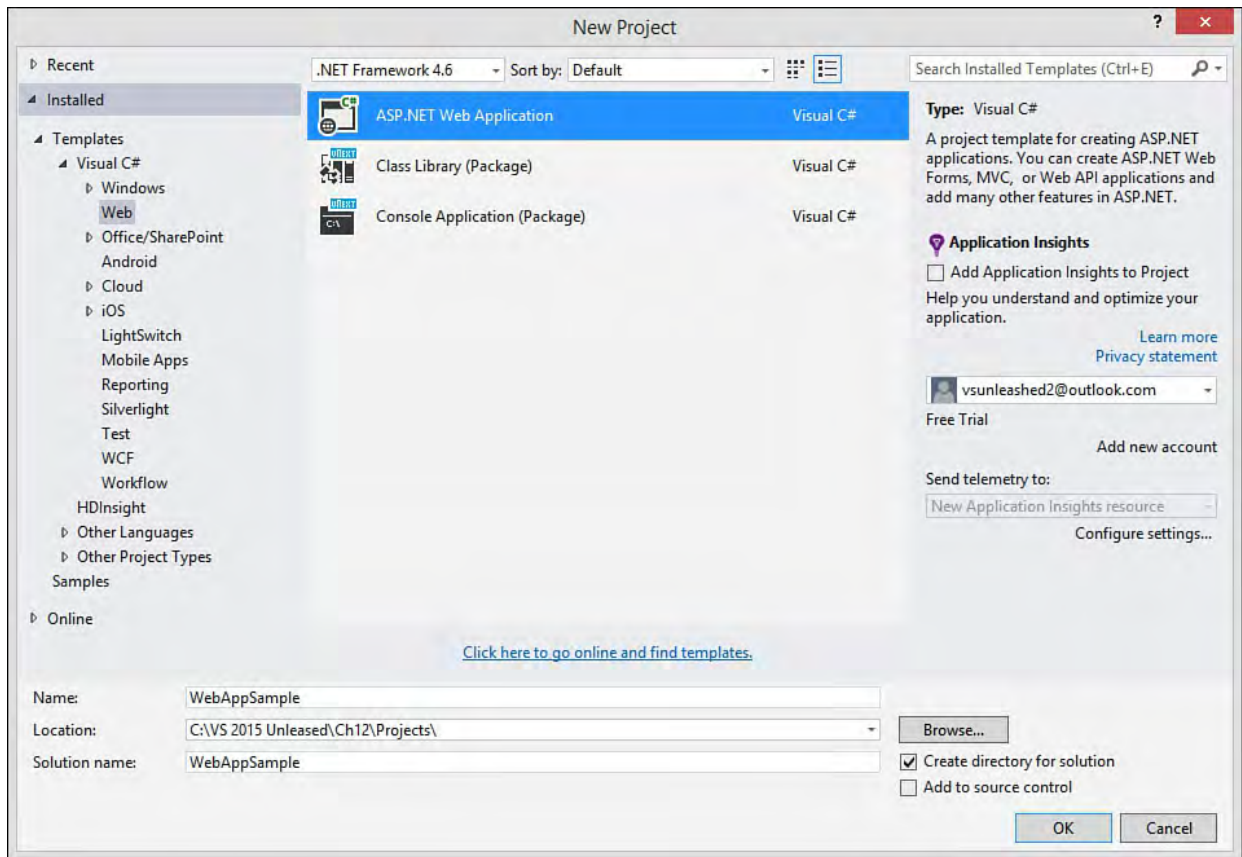 New Project
?
Recent
Installed
Templates
Visual C#
Windows
Web
Office/SharePoint
Android
Cloud
iOS
LightSwitch
Mobile Apps
Reporting
Silverlight
Test
WCF
Workflow
HDInsight
Other Languages
Other Project Types
Samples
Online
.NET Framework 4.6
Sort by: Default
C#
ASP.NET Web Application Visual C#
vNEXT
Class Library (Package) Visual C#
vNEXT
C:\
Console Application (Package) Visual C#
Click here to go online and find templates.
Search Installed Templates (Ctrl+E)
Type: Visual C#
A project template for creating ASP.NET
applications. You can create ASP.NET Web
Forms, MVC, or Web API applications and
add many other features in ASP.NET.
Application Insights
Add Application Insights to Project
Help you understand and optimize your
application.
Learn more
Privacy statement
vsunleashed2@outlook.com
Free Trial
Add new account
Send telemetry to:
New Application Insights resource
Configure settings...
Name: WebAppSample
Location: C:\VS 2015 Unleased\Ch12\Projects\
Browse...
Solution name: WebAppSample
Create directory for solution
Add to source control
OK
Cancel